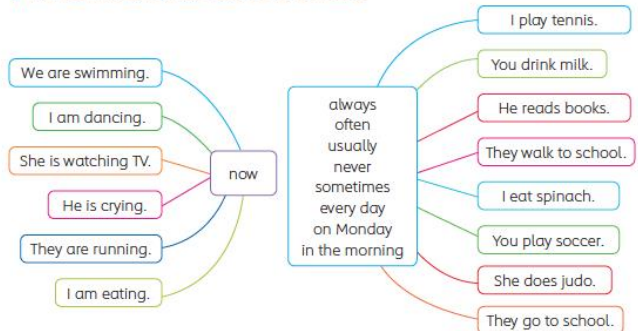 We are swimming.
I am dancing.
She is watching TV.
He is crying.
They are running.
I am eating.
now
always
often
usually
never
sometimes
every day
on Monday
in the morning
I play tennis.
You drink milk.
He reads books.
They walk to school.
I eat spinach.
You play soccer.
She does judo.
They go to school.